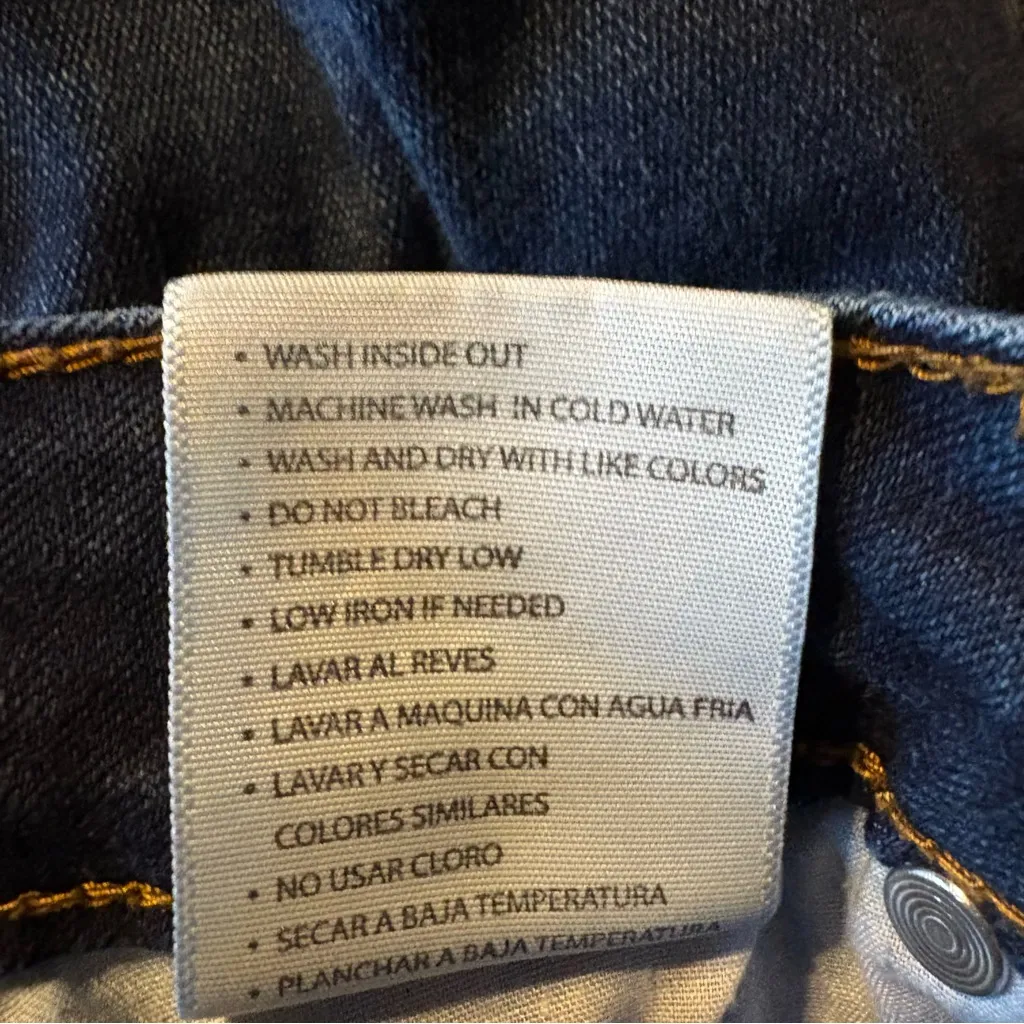 • WASH INSIDE OUT
• MACHINE WASH IN COLD WATER
• WASH AND DRY WITH LIKE COLORS
• DO NOT BLEACH
• TUMBLE DRY LOW
• LOW IRON IF NEEDED
• LAVAR AL REVES
• LAVAR A MAQUINA CON AGUA FRIA
• LAVAR Y SECAR CON
COLORES SIMILARES
• NO USAR CLORO
• SECAR A BAJA TEMPERATURA
• PLANCHAR A BAJA TEMPERATURA